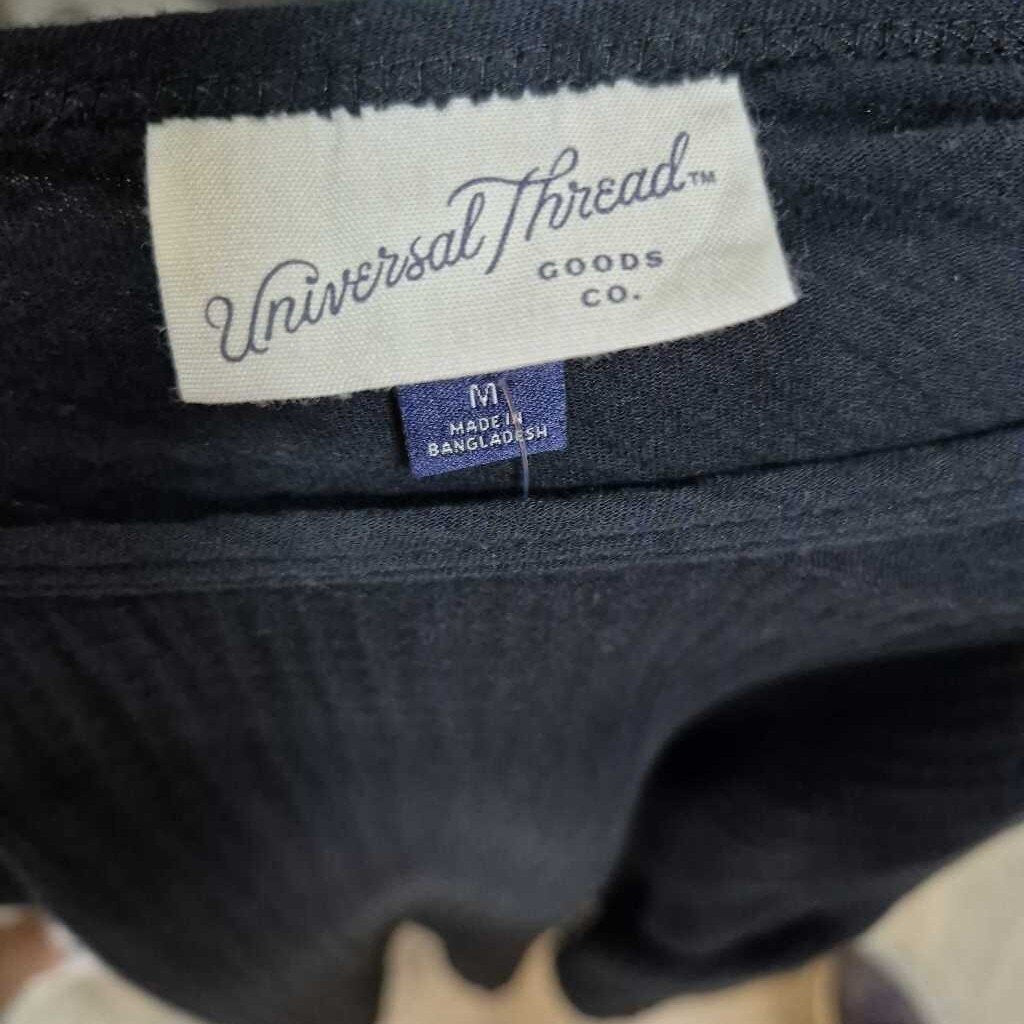 Universal Thread™
GOODS
CO.
M
MADE IN
BANGLADESH